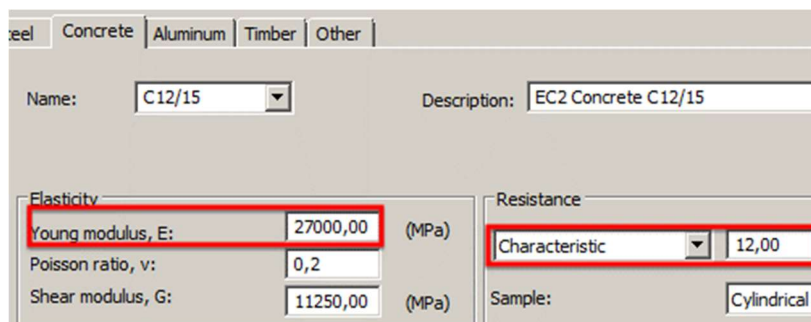 eel Concrete Aluminum Timber Other
Name: C12/15 Description: EC2 Concrete C12/15
Elasticity Resistance
Young modulus, E: 27000,00 (MPa) Characteristic 12,00
Poisson ratio, v: 0,2
Shear modulus, G: 11250,00 (MPa) Sample: Cylindrical